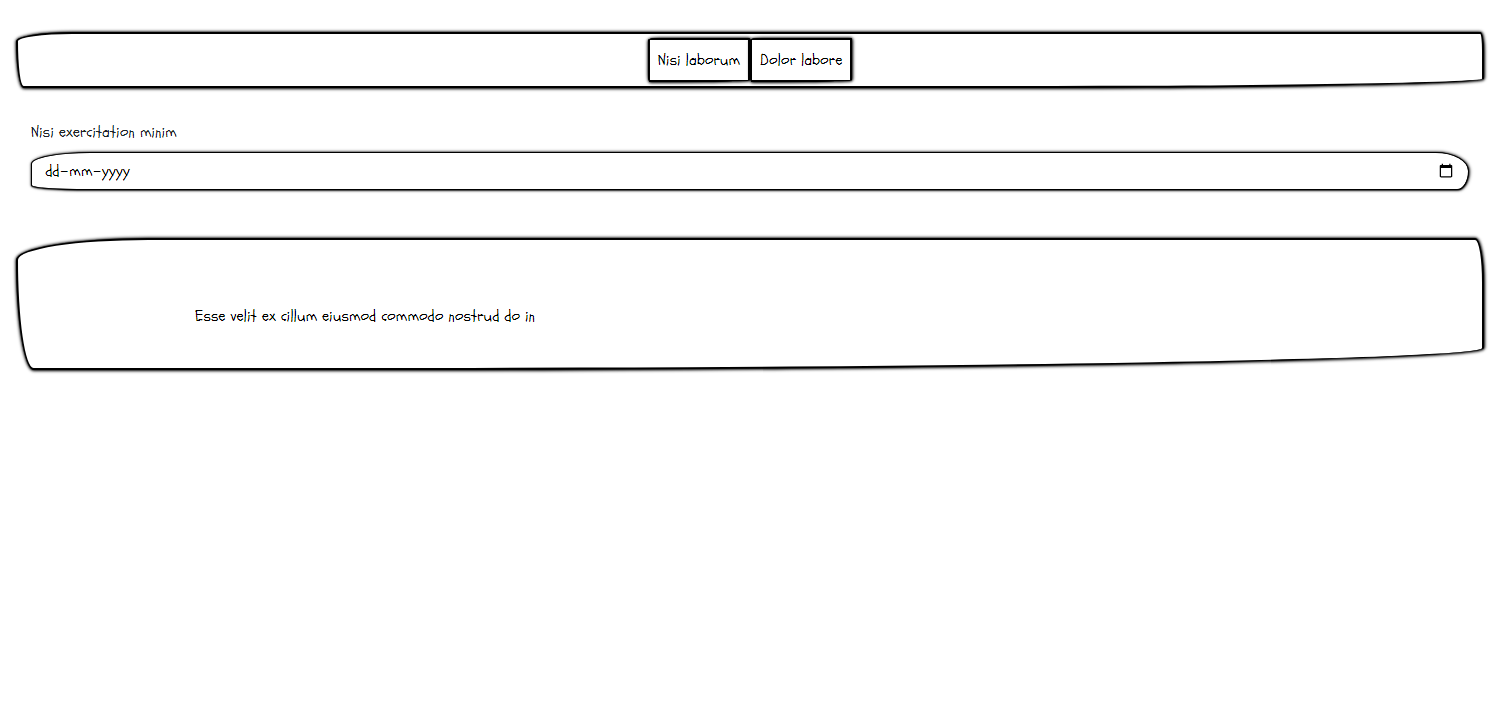 Nisi laborum Dolor labore
Nisi exercitation minim
dd-mm-yyyy
Esse velit ex cillum eiusmod commodo nostrud do in